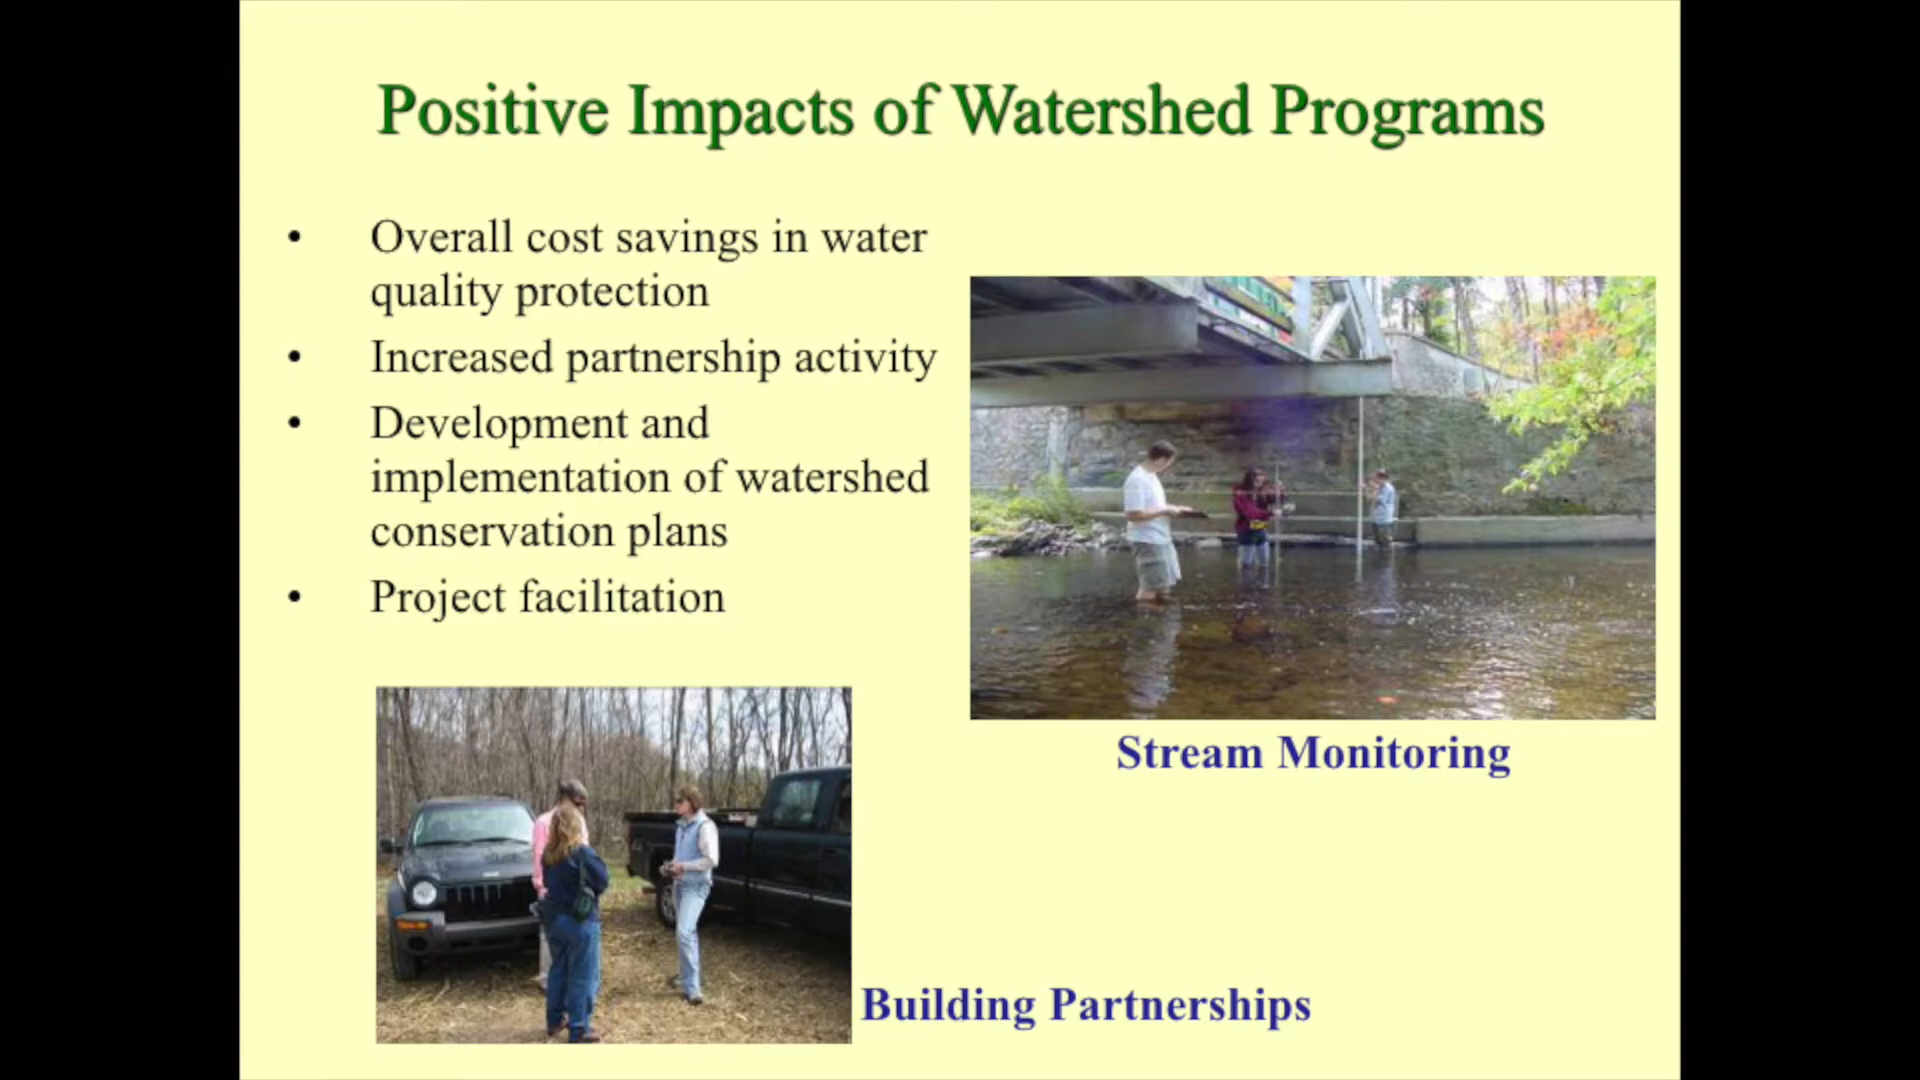 Positive Impacts of Watershed Programs
• Overall cost savings in water
quality protection
• Increased partnership activity
• Development and
implementation of watershed
conservation plans
• Project facilitation
Stream Monitoring
Building Partnerships